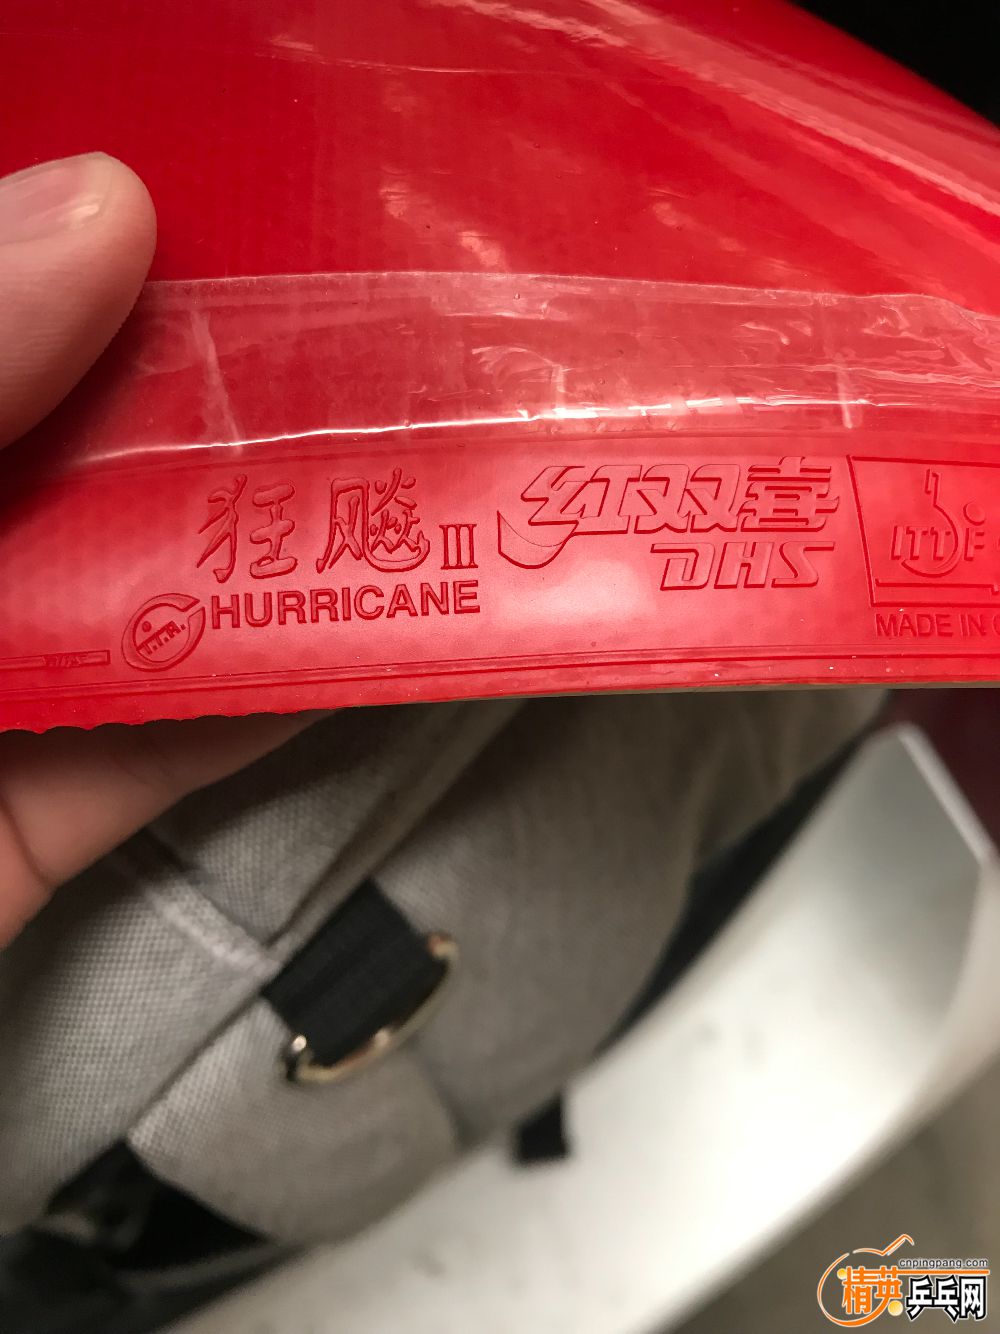 狂飚 III
HURRICANE
T.T.R.
红双喜
DHS
ITTF
MADE IN
cnpingpang.com
精英乒乓网